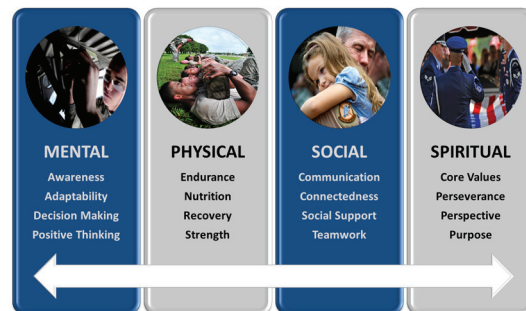 MENTAL
Awareness
Adaptability
Decision Making
Positive Thinking
PHYSICAL
Endurance
Nutrition
Recovery
Strength
SOCIAL
Communication
Connectedness
Social Support
Teamwork
SPIRITUAL
Core Values
Perseverance
Perspective
Purpose